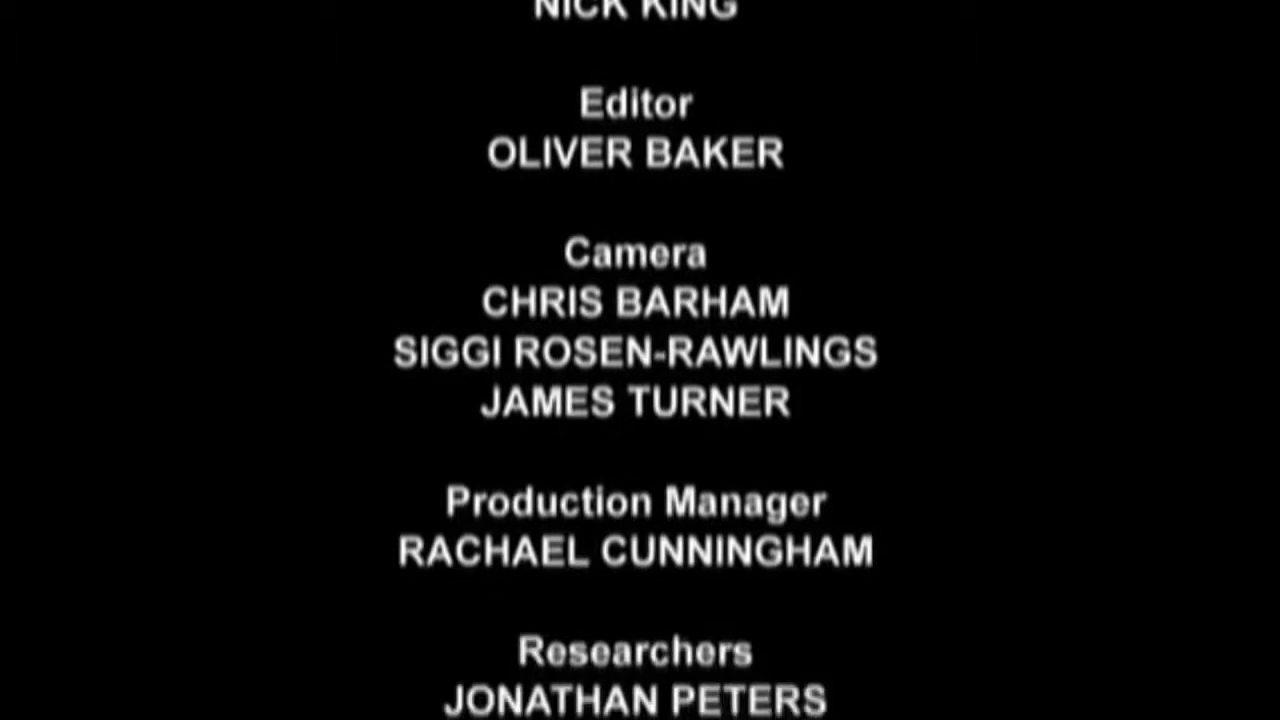 NICK KING
Editor
OLIVER BAKER
Camera
CHRIS BARHAM
SIGGI ROSEN-RAWLINGS
JAMES TURNER
Production Manager
RACHAEL CUNNINGHAM
Researchers
JONATHAN PETERS